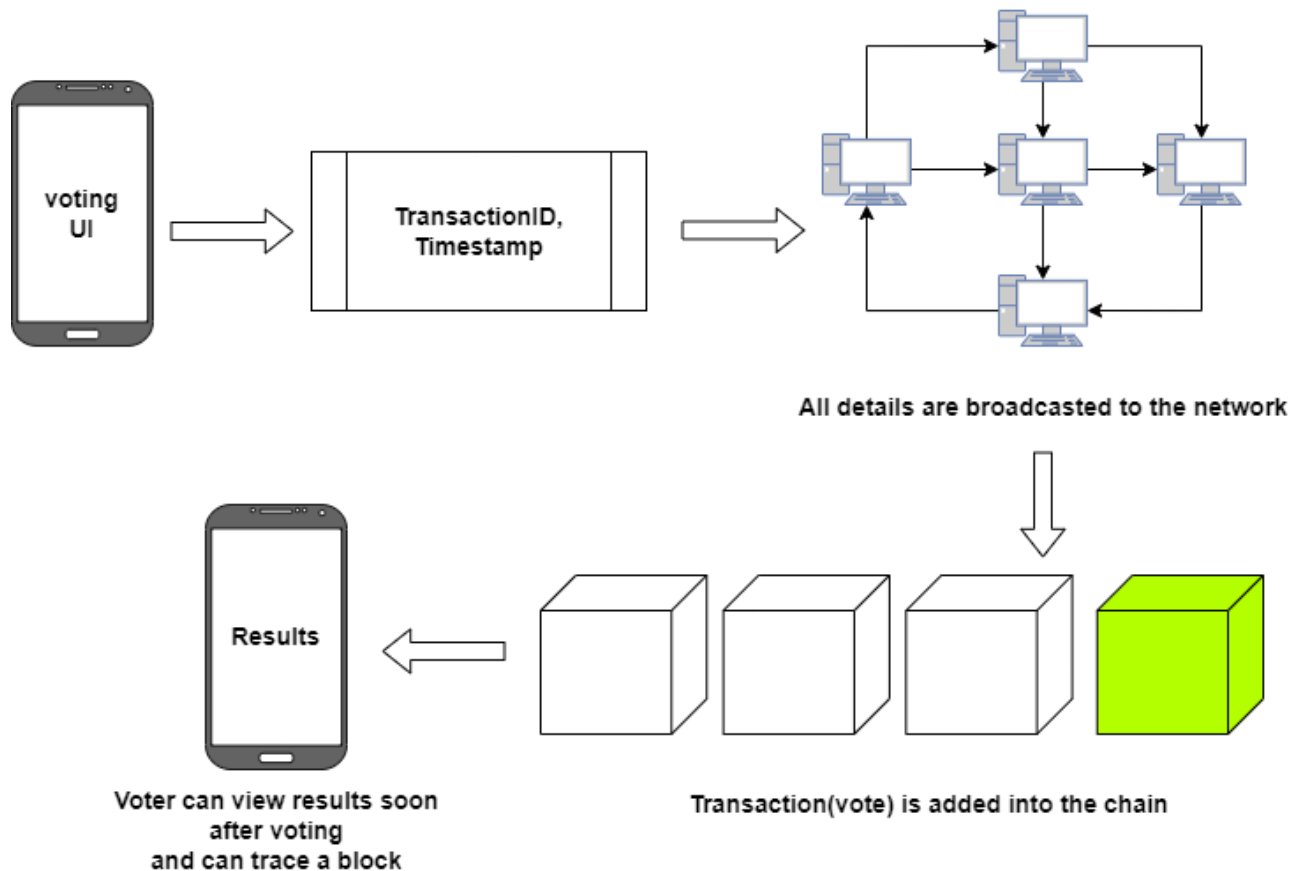 voting
UI
TransactionID,
Timestamp
All details are broadcasted to the network
Results
Voter can view results soon
after voting
and can trace a block
Transaction(vote) is added into the chain